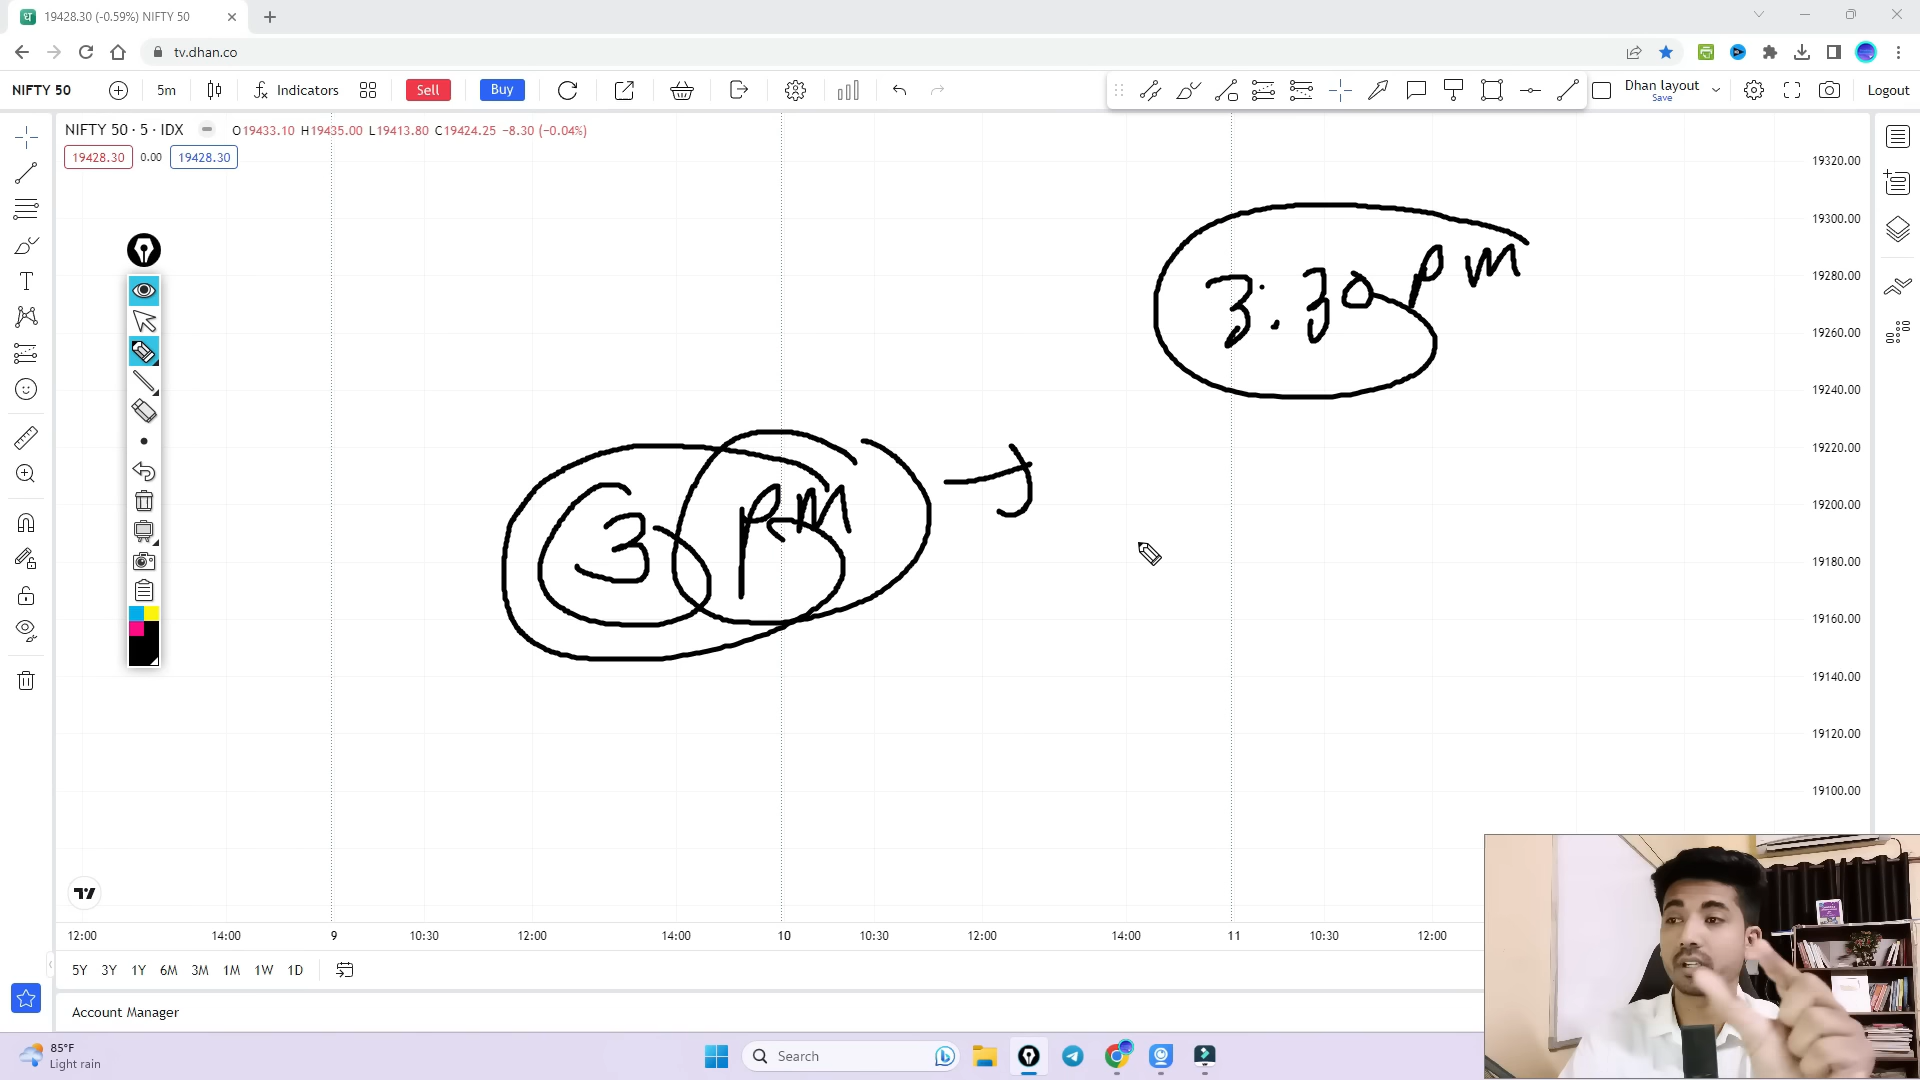 19428.30 (-0.59%) NIFTY 50
tv.dhan.co
NIFTY 50 5m Indicators Sell Buy Dhan layout Save Logout
NIFTY 50 · 5 · IDX O19433.10 H19435.00 L19413.80 C19424.25 −8.30 (−0.04%)
19428.30 0.00 19428.30
3:30 PM
3 PM
19320.00
19300.00
19280.00
19260.00
19240.00
19220.00
19200.00
19180.00
19160.00
19140.00
19120.00
19100.00
12:00 14:00 9 10:30 12:00 14:00 10 10:30 12:00 14:00 11 10:30 12:00
5Y 3Y 1Y 6M 3M 1M 1W 1D
Account Manager
85°F
Light rain
Search